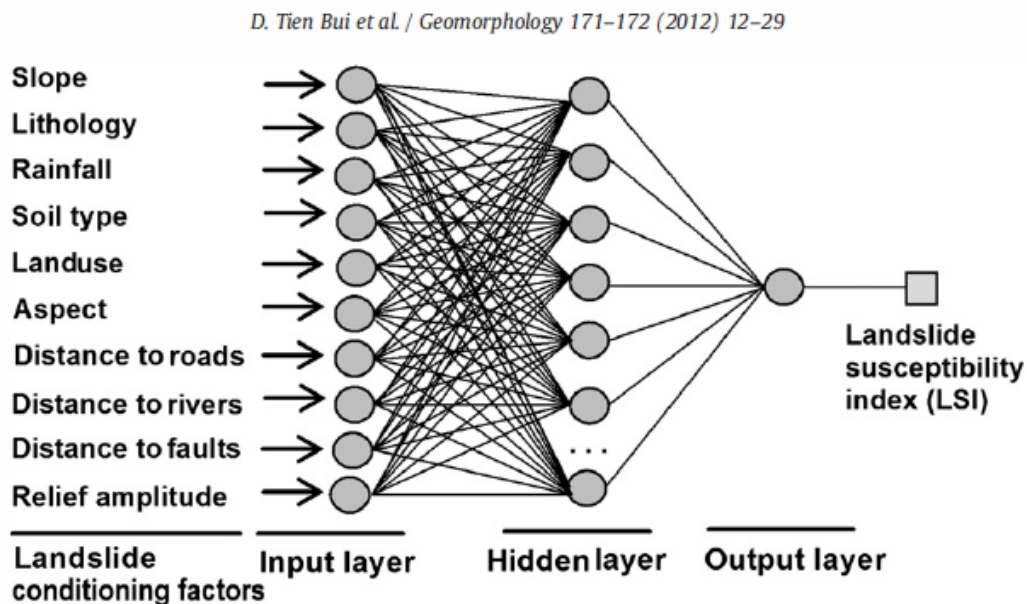 D. Tien Bui et al. / Geomorphology 171–172 (2012) 12–29
Slope
Lithology
Rainfall
Soil type
Landuse
Aspect
Distance to roads
Distance to rivers
Distance to faults
Relief amplitude
. . .
Landslide
susceptibility
index (LSI)
Landslide
conditioning factors
Input layer
Hidden layer
Output layer